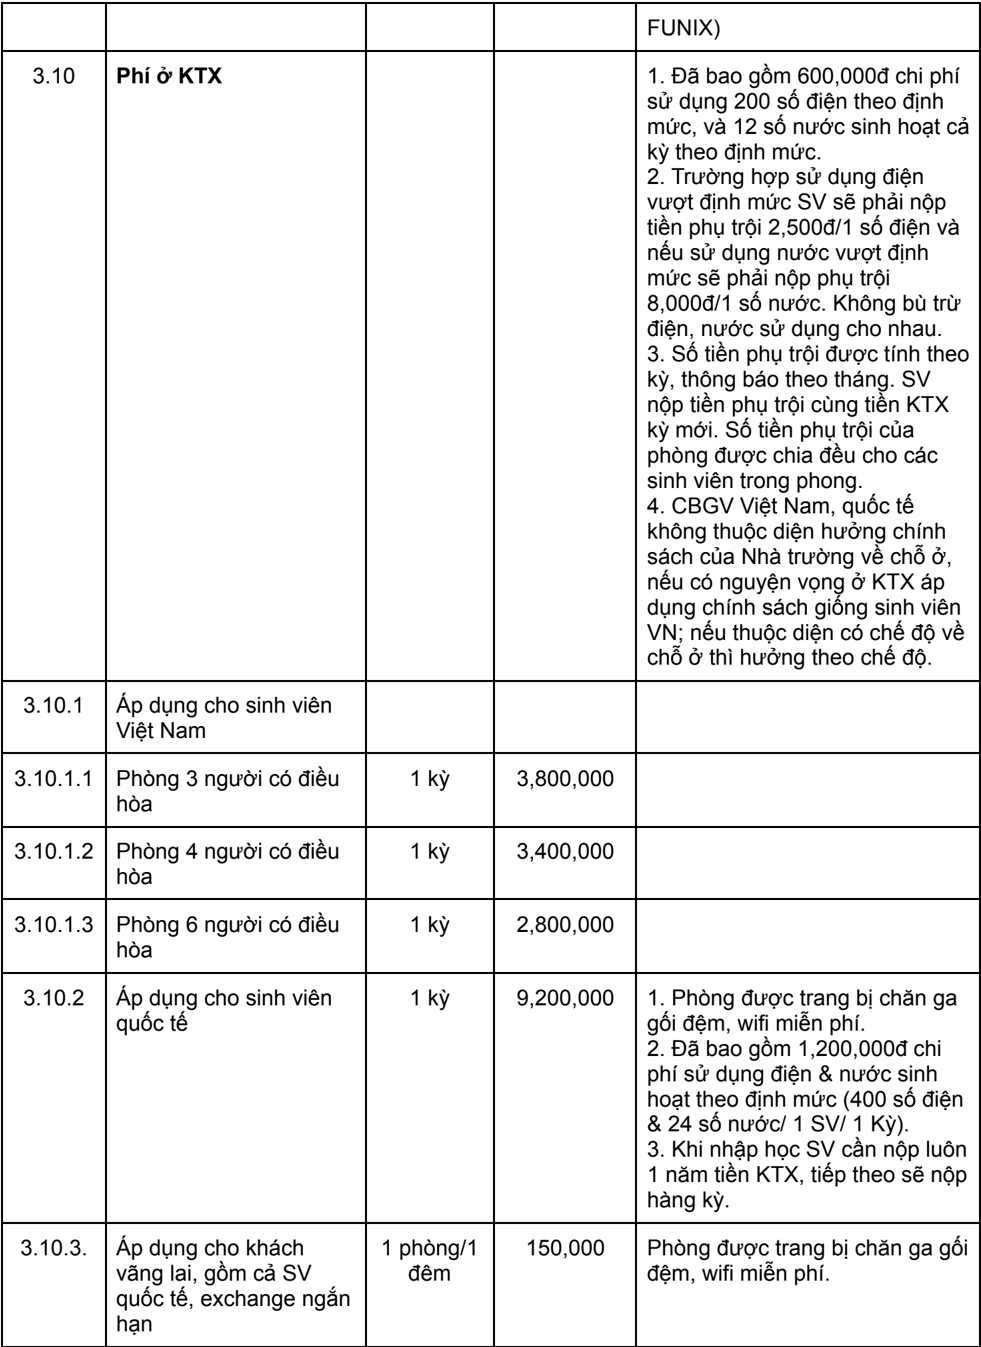 FUNIX)
3.10
Phí ở KTX
1. Đã bao gồm 600,000đ chi phí
sử dụng 200 số điện theo định
mức, và 12 số nước sinh hoạt cả
kỳ theo định mức.
2. Trường hợp sử dụng điện
vượt định mức SV sẽ phải nộp
tiền phụ trội 2,500đ/1 số điện và
nếu sử dụng nước vượt định
mức sẽ phải nộp phụ trội
8,000đ/1 số nước. Không bù trừ
điện, nước sử dụng cho nhau.
3. Số tiền phụ trội được tính theo
kỳ, thông báo theo tháng. SV
nộp tiền phụ trội cùng tiền KTX
kỳ mới. Số tiền phụ trội của
phòng được chia đều cho các
sinh viên trong phong.
4. CBGV Việt Nam, quốc tế
không thuộc diện hưởng chính
sách của Nhà trường về chỗ ở,
nếu có nguyện vọng ở KTX áp
dụng chính sách giống sinh viên
VN; nếu thuộc diện có chế độ về
chỗ ở thì hưởng theo chế độ.
3.10.1
Áp dụng cho sinh viên
Việt Nam
3.10.1.1
Phòng 3 người có điều
hòa
1 kỳ
3,800,000
3.10.1.2
Phòng 4 người có điều
hòa
1 kỳ
3,400,000
3.10.1.3
Phòng 6 người có điều
hòa
1 kỳ
2,800,000
3.10.2
Áp dụng cho sinh viên
quốc tế
1 kỳ
9,200,000
1. Phòng được trang bị chăn ga
gối đệm, wifi miễn phí.
2. Đã bao gồm 1,200,000đ chi
phí sử dụng điện & nước sinh
hoạt theo định mức (400 số điện
& 24 số nước/ 1 SV/ 1 Kỳ).
3. Khi nhập học SV cần nộp luôn
1 năm tiền KTX, tiếp theo sẽ nộp
hàng kỳ.
3.10.3.
Áp dụng cho khách
vãng lai, gồm cả SV
quốc tế, exchange ngắn
hạn
1 phòng/1
đêm
150,000
Phòng được trang bị chăn ga gối
đệm, wifi miễn phí.